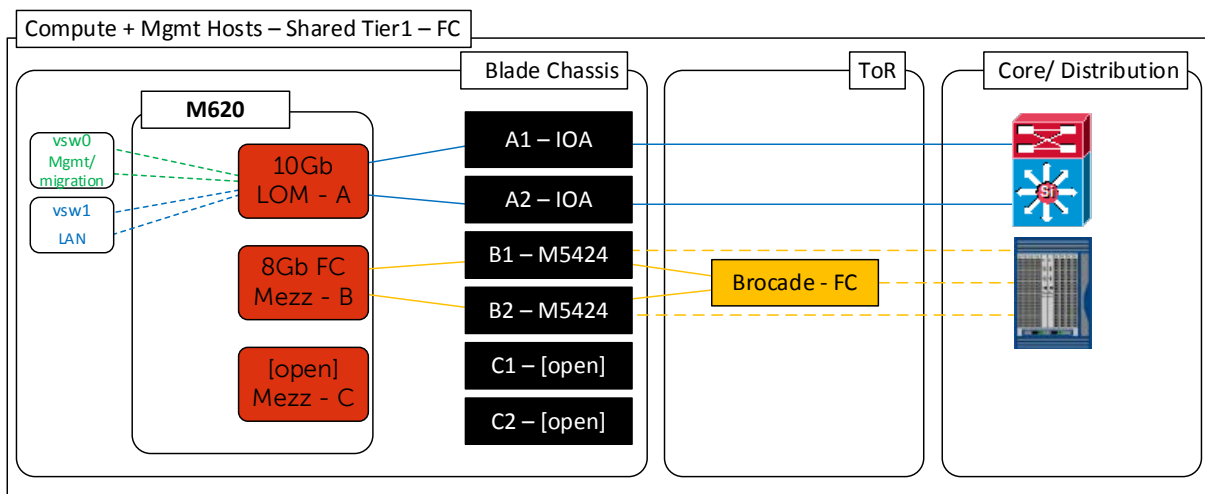 Compute + Mgmt Hosts – Shared Tier1 – FC
Blade Chassis
ToR
Core/ Distribution
M620
vsw0
Mgmt/
migration
vsw1
LAN
10Gb
LOM - A
8Gb FC
Mezz - B
[open]
Mezz - C
A1 – IOA
A2 – IOA
B1 – M5424
B2 – M5424
C1 – [open]
C2 – [open]
Brocade - FC
Si